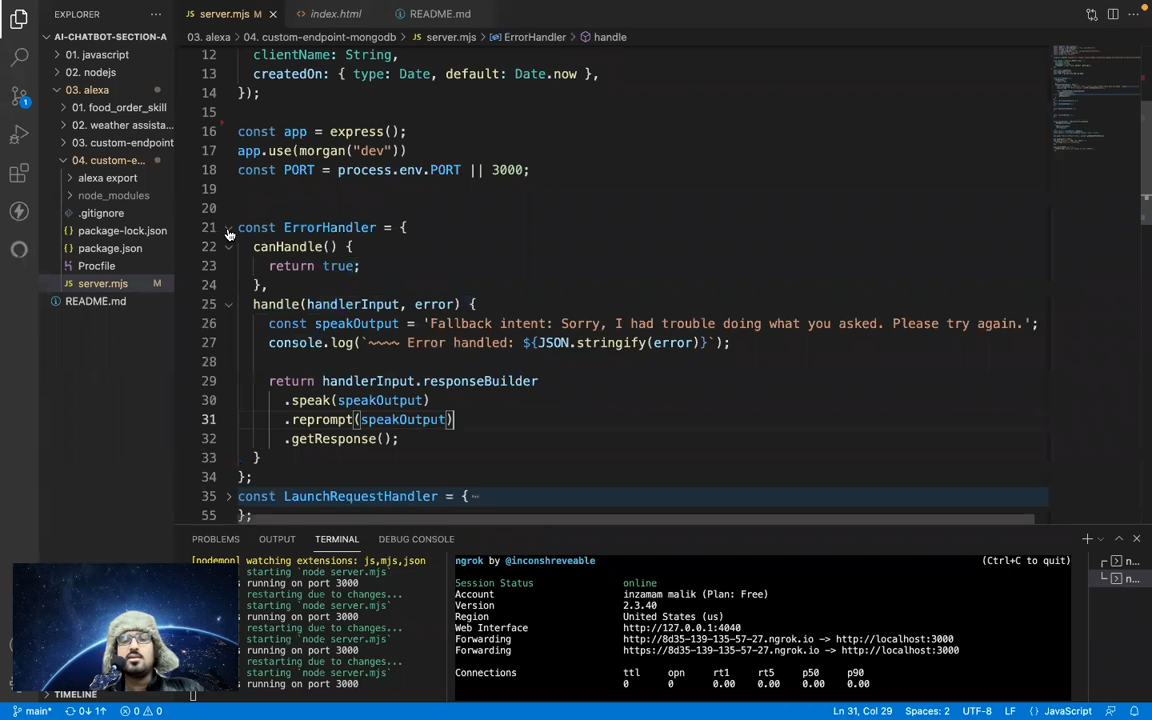 EXPLORER
server.mjs M
index.html
README.md
AI-CHATBOT-SECTION-A
03. alexa > 04. custom-endpoint-mongodb > server.mjs > ErrorHandler > handle
01. javascript
02. nodejs
03. alexa
01. food_order_skill
02. weather assista...
03. custom-endpoint
04. custom-e...
alexa export
node_modules
.gitignore
package-lock.json
package.json
Procfile
server.mjs M
README.md
TIMELINE
12 clientName: String,
13 createdOn: { type: Date, default: Date.now },
14 });
15
16 const app = express();
17 app.use(morgan("dev"))
18 const PORT = process.env.PORT || 3000;
19
20
21 const ErrorHandler = {
22 canHandle() {
23 return true;
24 },
25 handle(handlerInput, error) {
26 const speakOutput = 'Fallback intent: Sorry, I had trouble doing what you asked. Please try again.';
27 console.log(`~~~~ Error handled: ${JSON.stringify(error)}`);
28
29 return handlerInput.responseBuilder
30 .speak(speakOutput)
31 .reprompt(speakOutput)
32 .getResponse();
33 }
34 };
35 const LaunchRequestHandler = {
55 };
PROBLEMS OUTPUT TERMINAL DEBUG CONSOLE
[nodemon] watching extensions: js,mjs,json
starting `node server.mjs`
s running on port 3000
restarting due to changes...
starting `node server.mjs`
s running on port 3000
restarting due to changes...
starting `node server.mjs`
s running on port 3000
restarting due to changes...
starting `node server.mjs`
s running on port 3000
ngrok by @inconshreveable (Ctrl+C to quit)
Session Status online
Account inzamam malik (Plan: Free)
Version 2.3.40
Region United States (us)
Web Interface http://127.0.0.1:4040
Forwarding http://8d35-139-135-57-27.ngrok.io -> http://localhost:3000
Forwarding https://8d35-139-135-57-27.ngrok.io -> http://localhost:3000
Connections ttl opn rt1 rt5 p50 p90
0 0 0.00 0.00 0.00 0.00
n...
n...
main* 0↓ 1↑ 0 0 Ln 31, Col 29 Spaces: 2 UTF-8 LF JavaScript